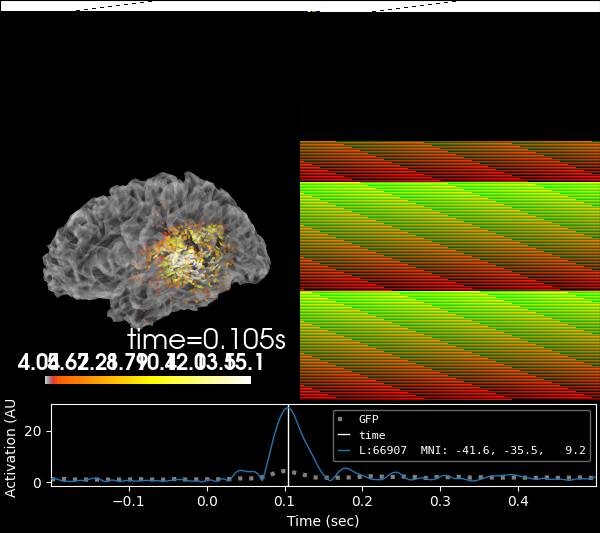 time=0.105s
Activation (AU
20
0
GFP
time
L:66907 MNI: -41.6, -35.5, 9.2
−0.1 0.0 0.1 0.2 0.3 0.4
Time (sec)